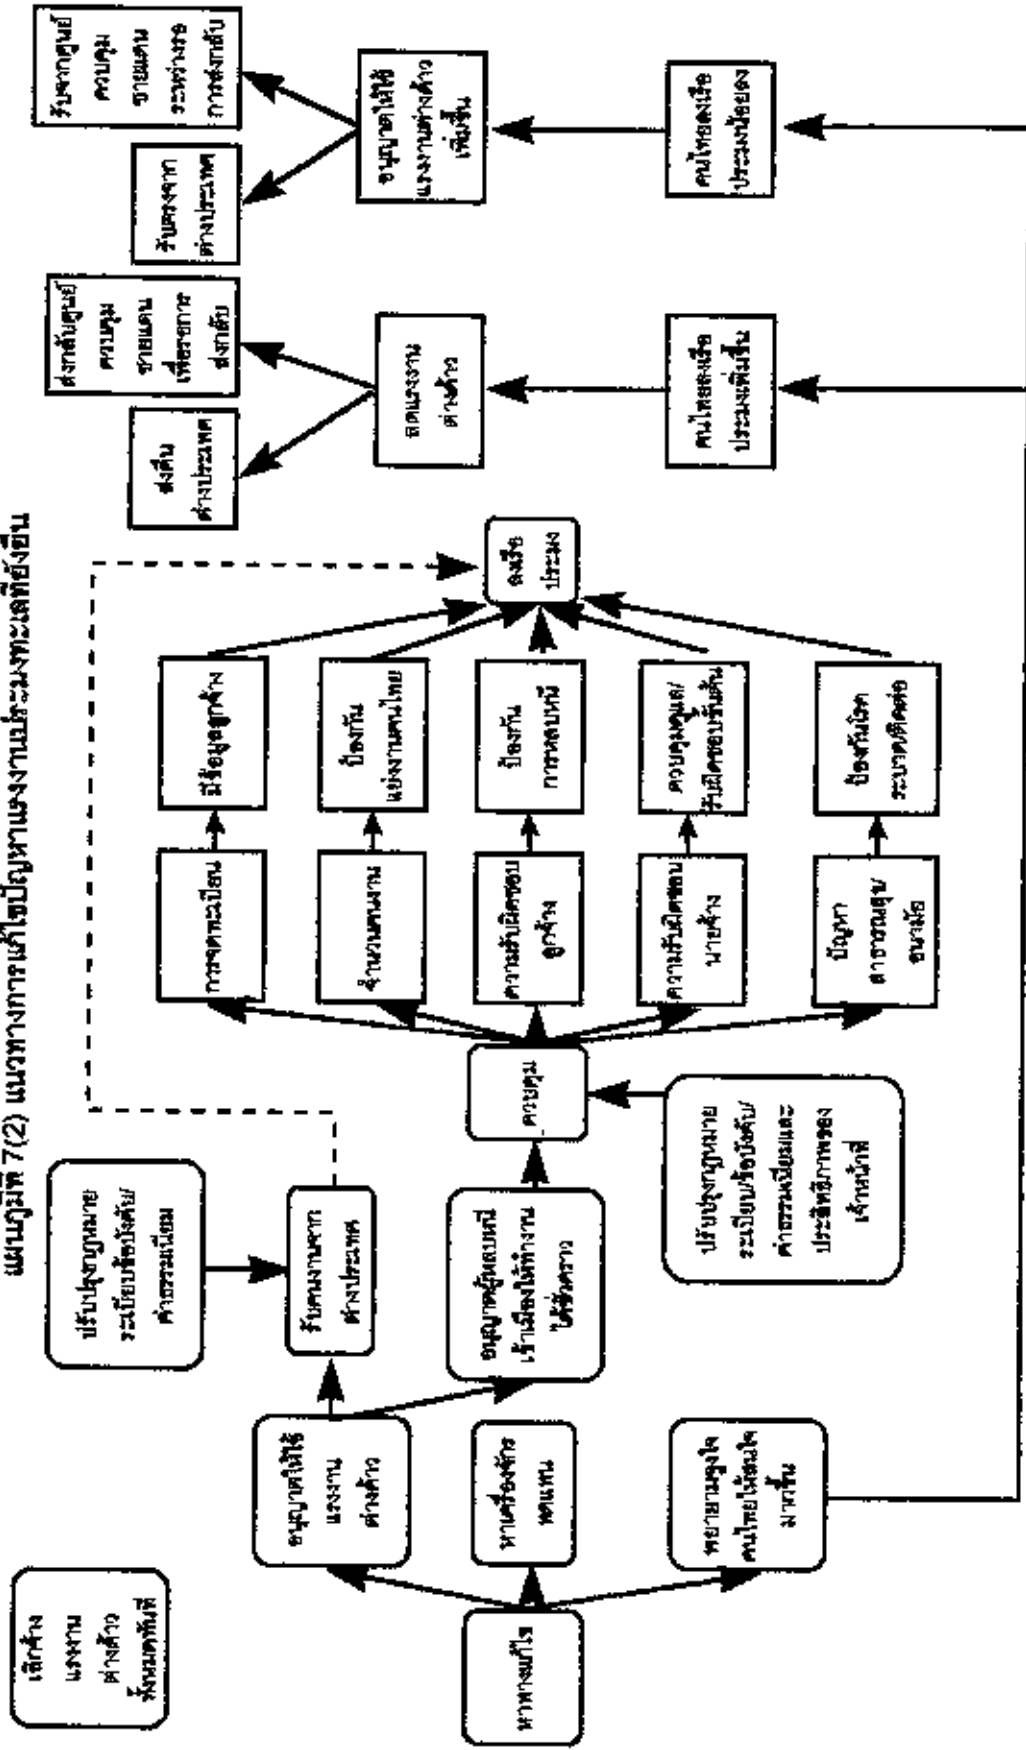 แผนภูมิที่ 7(2) แนวทางการแก้ไขปัญหาแรงงานประมงทะเลที่ยั่งยืน
เลิกจ้าง
แรงงาน
ต่างด้าว
ทั้งหมดทันที
หาทางแก้ไข
อนุญาตให้ใช้
แรงงาน
ต่างด้าว
หาเครื่องจักร
ทดแทน
พยายามจูงใจ
คนไทยให้สนใจ
มากขึ้น
ปรับปรุงกฎหมาย/
ระเบียบข้อบังคับ/
ค่าธรรมเนียม
รับคนงานจาก
ต่างประเทศ
อนุญาตผู้หลบหนี
เข้าเมืองให้ทำงาน
ได้ชั่วคราว
ควบคุม
ปรับปรุงกฎหมาย
ระเบียบ/ข้อบังคับ/
ค่าธรรมเนียมและ
ประสิทธิภาพของ
เจ้าหน้าที่
การจดทะเบียน
จำนวนคนงาน
ความรับผิดชอบ
ลูกจ้าง
ความรับผิดชอบ
นายจ้าง
ปัญหา
สาธารณสุข/
อนามัย
มีข้อมูลลูกจ้าง
ป้องกัน
แย่งงานคนไทย
ป้องกัน
การหลบหนี
ควบคุมดูแล/
รับผิดชอบขั้นต้น
ป้องกันโรค
ระบาด/ติดต่อ
ลงเรือ
ประมง
ส่งคืน
ต่างประเทศ
ส่งกลับศูนย์
ควบคุม
ชายแดน
เพื่อรอการ
ส่งกลับ
ลดแรงงาน
ต่างด้าว
คนไทยลงเรือ
ประมงเพิ่มขึ้น
รับตรงจาก
ต่างประเทศ
รับจากศูนย์
ควบคุม
ชายแดน
ระหว่างรอ
การส่งกลับ
อนุญาตให้ใช้
แรงงานต่างด้าว
เพิ่มขึ้น
คนไทยลงเรือ
ประมงน้อยลง